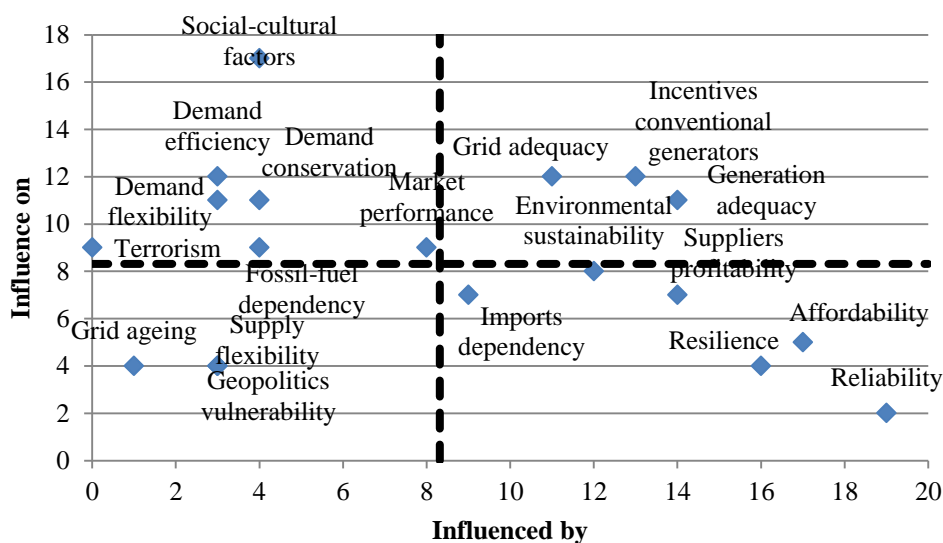 Social-cultural
factors
Demand
efficiency
Demand
conservation
Demand
flexibility
Terrorism
Market
performance
Fossil-fuel
dependency
Grid ageing
Supply
flexibility
Geopolitics
vulnerability
Grid adequacy
Incentives
conventional
generators
Generation
adequacy
Environmental
sustainability
Suppliers
profitability
Imports
dependency
Resilience
Affordability
Reliability
Influence on
18
16
14
12
10
8
6
4
2
0
0 2 4 6 8 10 12 14 16 18 20
Influenced by